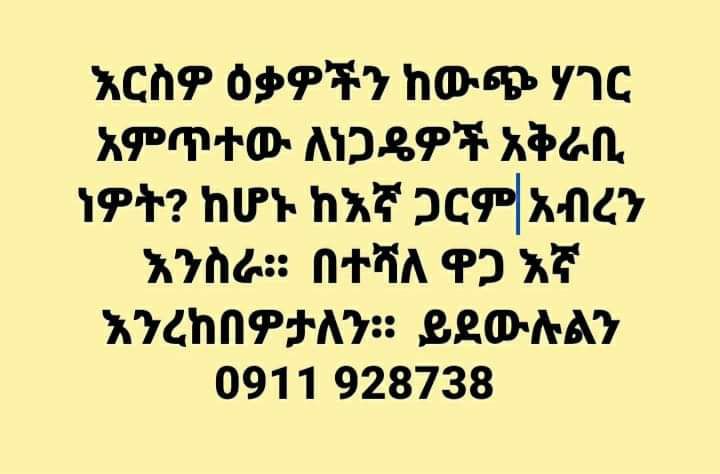 እርስዎ ዕቃዎችን ከውጭ ሃገር
አምጥተው ለነጋዴዎች አቅራቢ
ነዎት? ከሆኑ ከእኛ ጋርም አብረን
እንስራ። በተሻለ ዋጋ እኛ
እንረከበዎታለን። ይደውሉልን
0911 928738